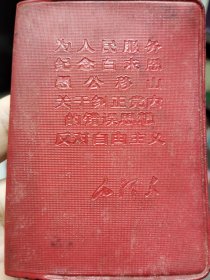 为人民服务
纪念白求恩
愚公移山
关于纠正党内
的错误思想
反对自由主义
毛泽东